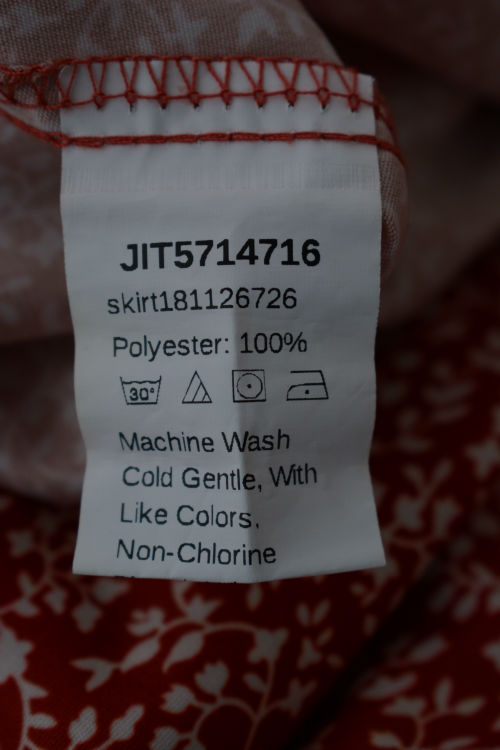 JIT5714716
skirt181126726
Polyester: 100%
30°
Machine Wash
Cold Gentle, With
Like Colors,
Non-Chlorine